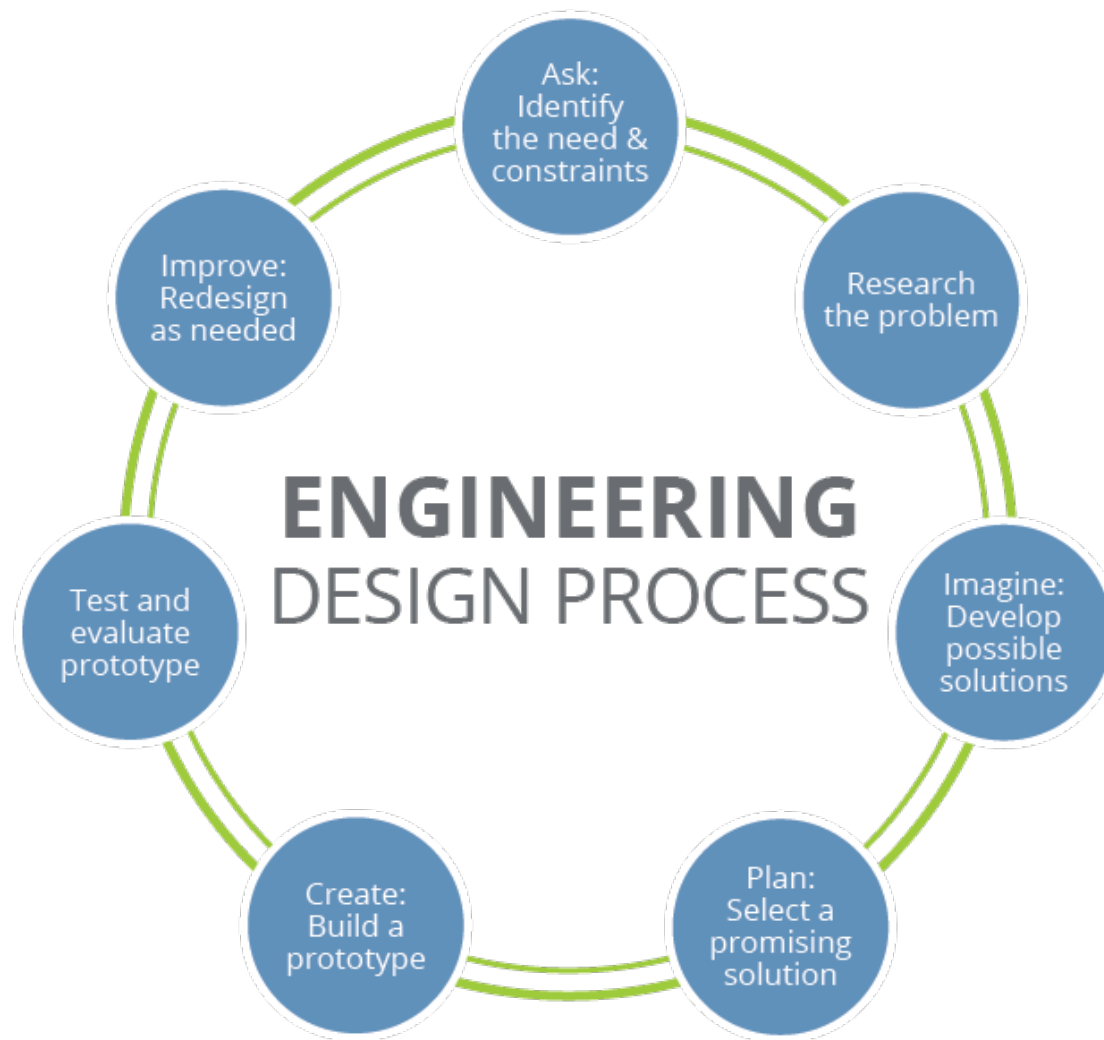 Ask:
Identify
the need &
constraints
Research
the problem
Imagine:
Develop
possible
solutions
Plan:
Select a
promising
solution
Create:
Build a
prototype
Test and
evaluate
prototype
Improve:
Redesign
as needed
ENGINEERING
DESIGN PROCESS